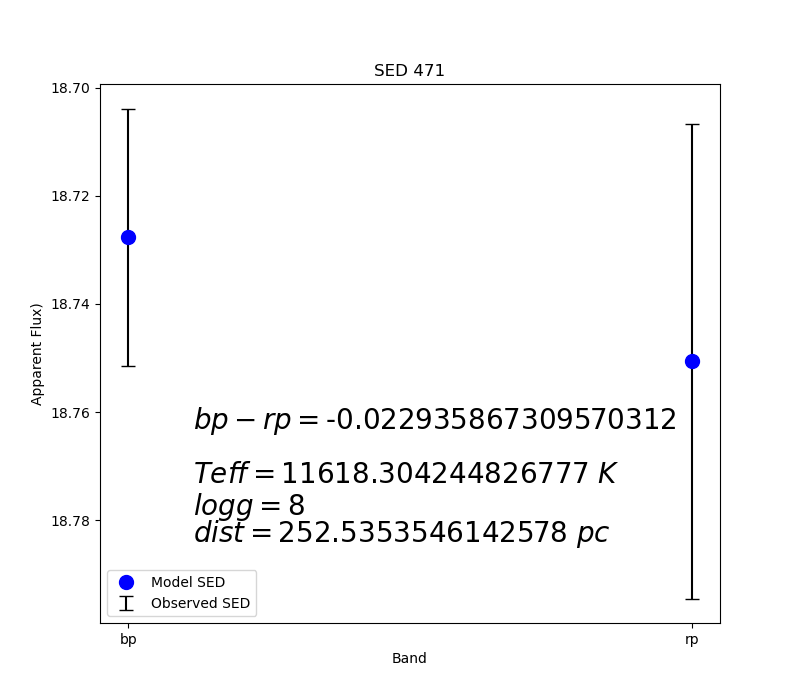 SED 471
18.70
18.72
18.74
18.76
18.78
Apparent Flux)
bp − rp = -0.022935867309570312
Teff = 11618.304244826777 K
logg = 8
dist = 252.5353546142578 pc
Model SED
Observed SED
bp
rp
Band